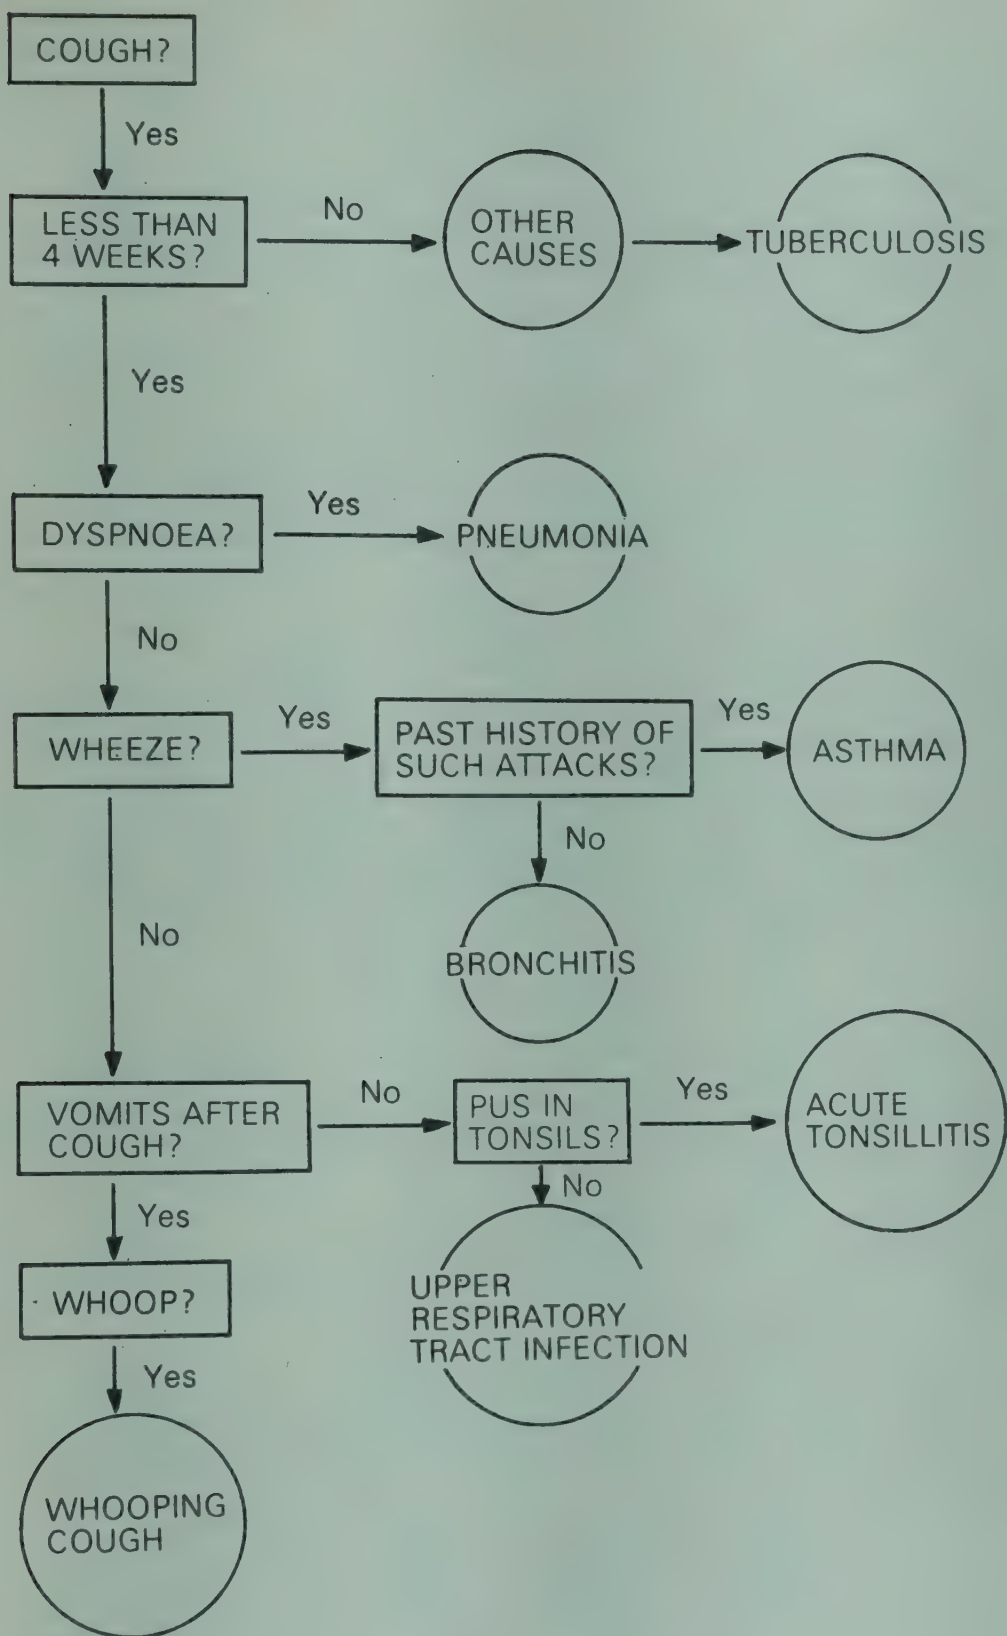 COUGH?
Yes
LESS THAN
4 WEEKS?
No
OTHER
CAUSES
TUBERCULOSIS
Yes
DYSPNOEA?
Yes
PNEUMONIA
No
WHEEZE?
Yes
PAST HISTORY OF
SUCH ATTACKS?
Yes
ASTHMA
No
BRONCHITIS
No
VOMITS AFTER
COUGH?
No
PUS IN
TONSILS?
Yes
ACUTE
TONSILLITIS
No
UPPER
RESPIRATORY
TRACT INFECTION
Yes
WHOOP?
Yes
WHOOPING
COUGH